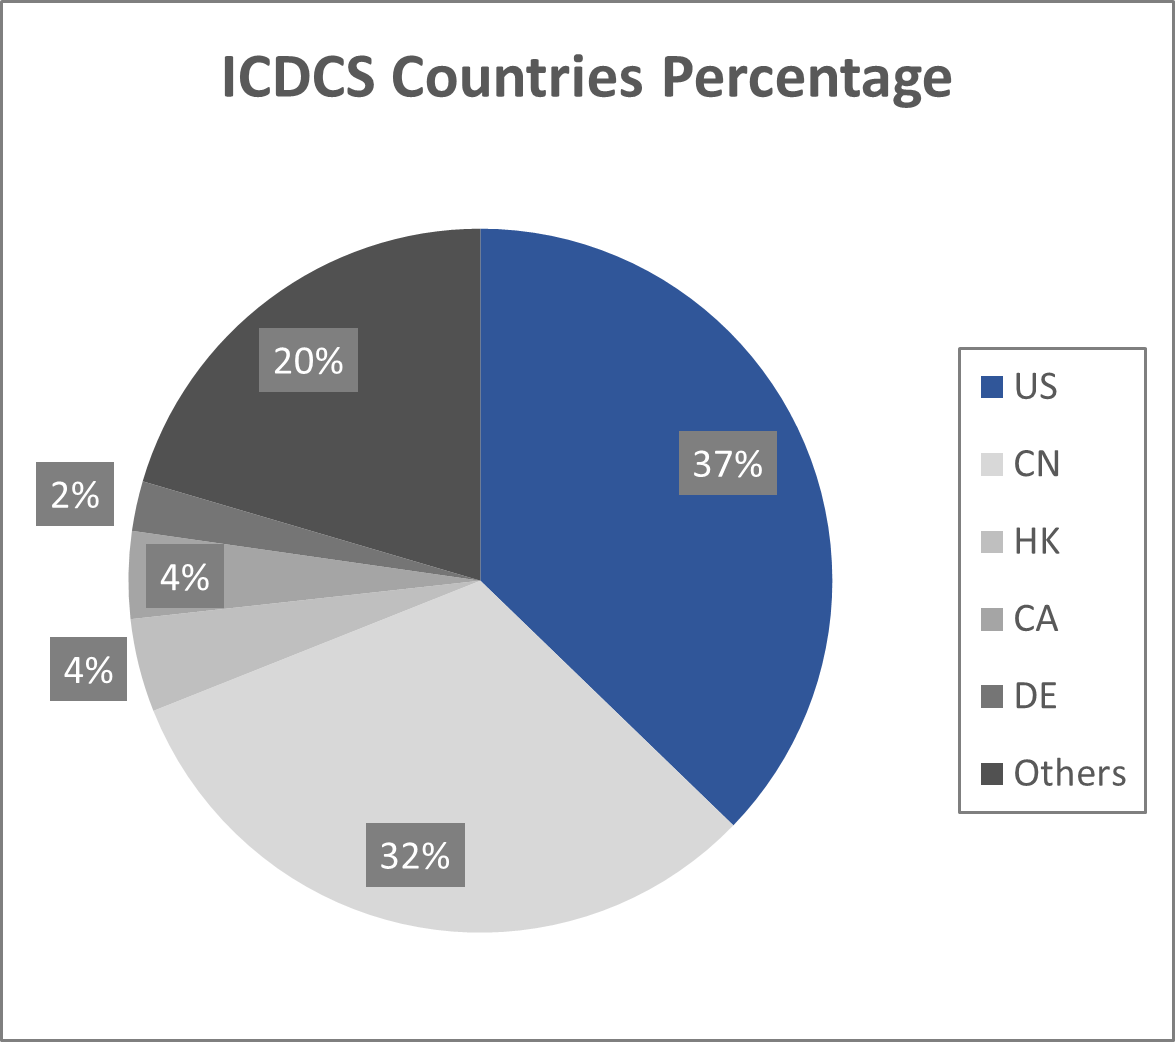 ICDCS Countries Percentage
20%
37%
2%
4%
4%
32%
US
CN
HK
CA
DE
Others